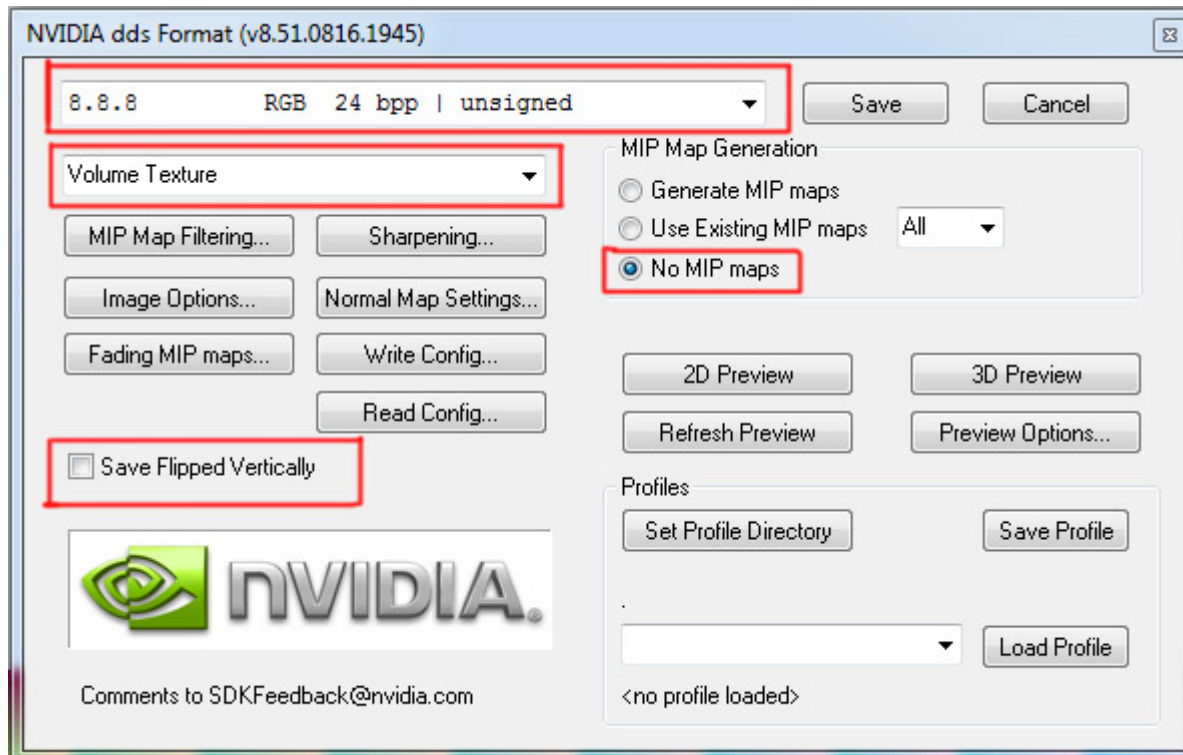 NVIDIA dds Format (v8.51.0816.1945)
8.8.8 RGB 24 bpp | unsigned
Save
Cancel
Volume Texture
MIP Map Generation
Generate MIP maps
Use Existing MIP maps
All
No MIP maps
MIP Map Filtering...
Sharpening...
Image Options...
Normal Map Settings...
Fading MIP maps...
Write Config...
Read Config...
2D Preview
3D Preview
Refresh Preview
Preview Options...
Save Flipped Vertically
Profiles
Set Profile Directory
Save Profile
.
Load Profile
<no profile loaded>
nVIDIA.
Comments to SDKFeedback@nvidia.com